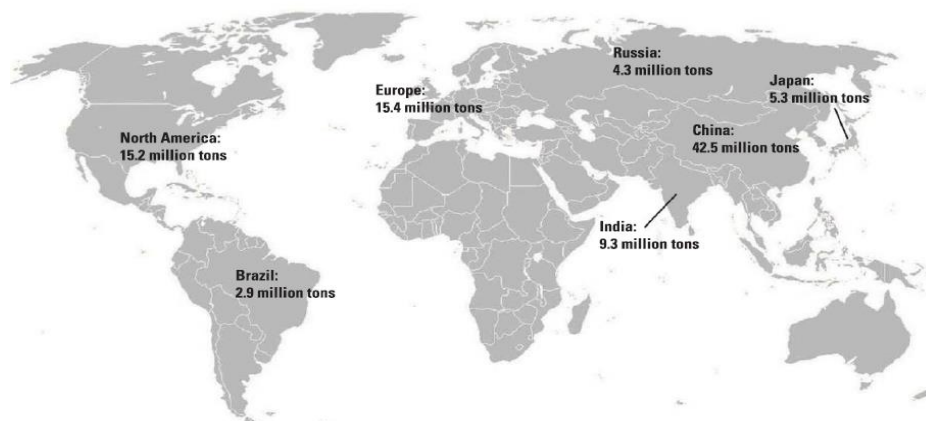 Russia:
4.3 million tons
Japan:
5.3 million tons
Europe:
15.4 million tons
China:
42.5 million tons
North America:
15.2 million tons
India:
9.3 million tons
Brazil:
2.9 million tons